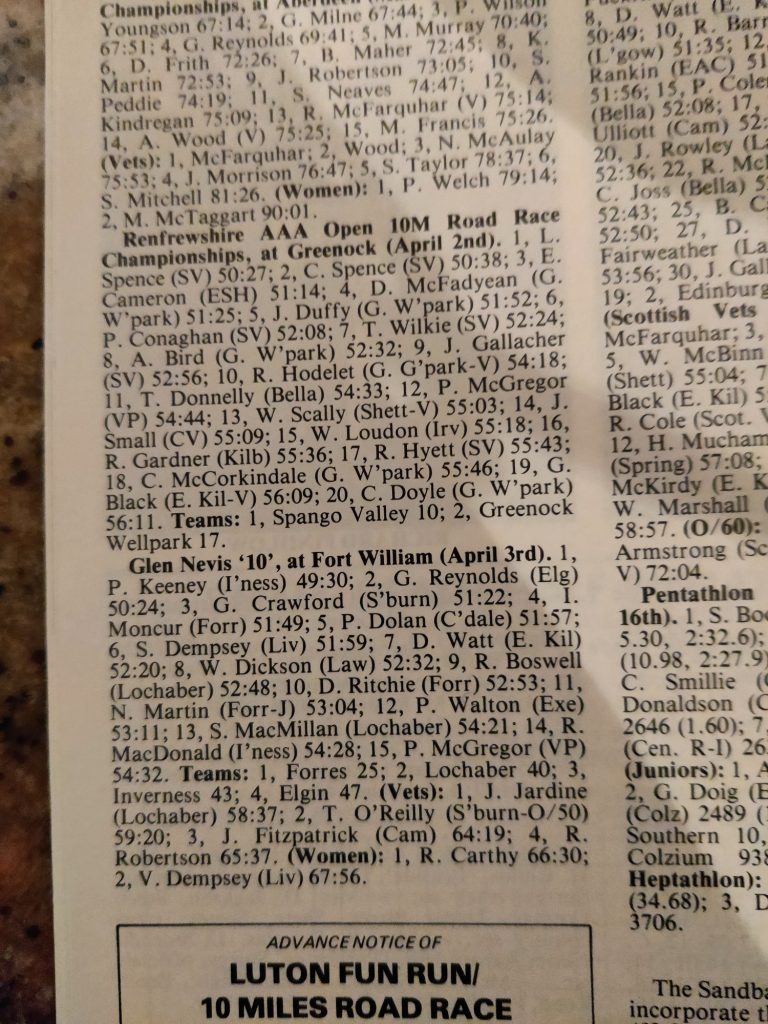 Championships, at Aberdeen
Youngson 67:14; 2, G. Milne 67:44; 3, P. Wilson
67:51; 4, G. Reynolds 69:41; 5, M. Murray 70:40;
6, D. Frith 72:26; 7, B. Maher 72:45; 8, K.
Martin 72:53; 9, J. Robertson 73:05; 10, S.
Peddie 74:19; 11, S. Neaves 74:47; 12, A.
Kindregan 75:09; 13, R. McFarquhar (V) 75:14;
14, A. Wood (V) 75:25; 15, M. Francis 75:26.
(Vets): 1, McFarquhar; 2, Wood; 3, N. McAulay
75:53; 4, J. Morrison 76:47; 5, S. Taylor 78:37; 6,
S. Mitchell 81:26. (Women): 1, P. Welch 79:14;
2, M. McTaggart 90:01.
Renfrewshire AAA Open 10M Road Race
Championships, at Greenock (April 2nd). 1, L.
Spence (SV) 50:27; 2, C. Spence (SV) 50:38; 3, E.
Cameron (ESH) 51:14; 4, D. McFadyean (G.
W'park) 51:25; 5, J. Duffy (G. W'park) 51:52; 6,
P. Conaghan (SV) 52:08; 7, T. Wilkie (SV) 52:24;
8, A. Bird (G. W'park) 52:32; 9, J. Gallacher
(SV) 52:56; 10, R. Hodelet (G. G'park-V) 54:18;
11, T. Donnelly (Bella) 54:33; 12, P. McGregor
(VP) 54:44; 13, W. Scally (Shett-V) 55:03; 14, J.
Small (CV) 55:09; 15, W. Loudon (Irv) 55:18; 16,
R. Gardner (Kilb) 55:36; 17, R. Hyett (SV) 55:43;
18, C. McCorkindale (G. W'park) 55:46; 19, G.
Black (E. Kil-V) 56:09; 20, C. Doyle (G. W'park)
56:11. Teams: 1, Spango Valley 10; 2, Greenock
Wellpark 17.
Glen Nevis '10', at Fort William (April 3rd). 1,
P. Keeney (I'ness) 49:30; 2, G. Reynolds (Elg)
50:24; 3, G. Crawford (S'burn) 51:22; 4, I.
Moncur (Forr) 51:49; 5, P. Dolan (C'dale) 51:57;
6, S. Dempsey (Liv) 51:59; 7, D. Watt (E. Kil)
52:20; 8, W. Dickson (Law) 52:32; 9, R. Boswell
(Lochaber) 52:48; 10, D. Ritchie (Forr) 52:53; 11,
N. Martin (Forr-J) 53:04; 12, P. Walton (Exe)
53:11; 13, S. MacMillan (Lochaber) 54:21; 14, R.
MacDonald (I'ness) 54:28; 15, P. McGregor (VP)
54:32. Teams: 1, Forres 25; 2, Lochaber 40; 3,
Inverness 43; 4, Elgin 47. (Vets): 1, J. Jardine
(Lochaber) 58:37; 2, T. O'Reilly (S'burn-O/50)
59:20; 3, J. Fitzpatrick (Cam) 64:19; 4, R.
Robertson 65:37. (Women): 1, R. Carthy 66:30;
2, V. Dempsey (Liv) 67:56.
ADVANCE NOTICE OF
LUTON FUN RUN/
10 MILES ROAD RACE
8, D. Watt (E.
50:49; 10, R. Barr
(L'gow) 51:35; 12,
Rankin (EAC) 51
51:56; 15, P. Cole
(Bella) 52:08; 17,
Ulliott (Cam) 52:
20, J. Rowley (La
52:36; 22, R. McI
C. Joss (Bella) 5
52:43; 25, B. C
52:50; 27, D.
Fairweather (La
53:56; 30, J. Gall
19; 2, Edinburg
(Scottish Vets
McFarquhar; 3,
5, W. McBinn
(Shett) 55:04; 7
Black (E. Kil) 5
R. Cole (Scot. V
12, H. Mucham
(Spring) 57:08;
McKirdy (E. K
W. Marshall (
58:57. (O/60):
Armstrong (Sc
V) 72:04.
Pentathlon
16th). 1, S. Boo
5.30, 2:32.6);
(10.98, 2:27.9)
C. Smillie (
Donaldson (C
2646 (1.60); 7,
(Cen. R-I) 26
(Juniors): 1, A
2, G. Doig (E
(Colz) 2489 (
Southern 10,
Colzium 938
Heptathlon):
(34.68); 3, D
3706.
The Sandba
incorporate th